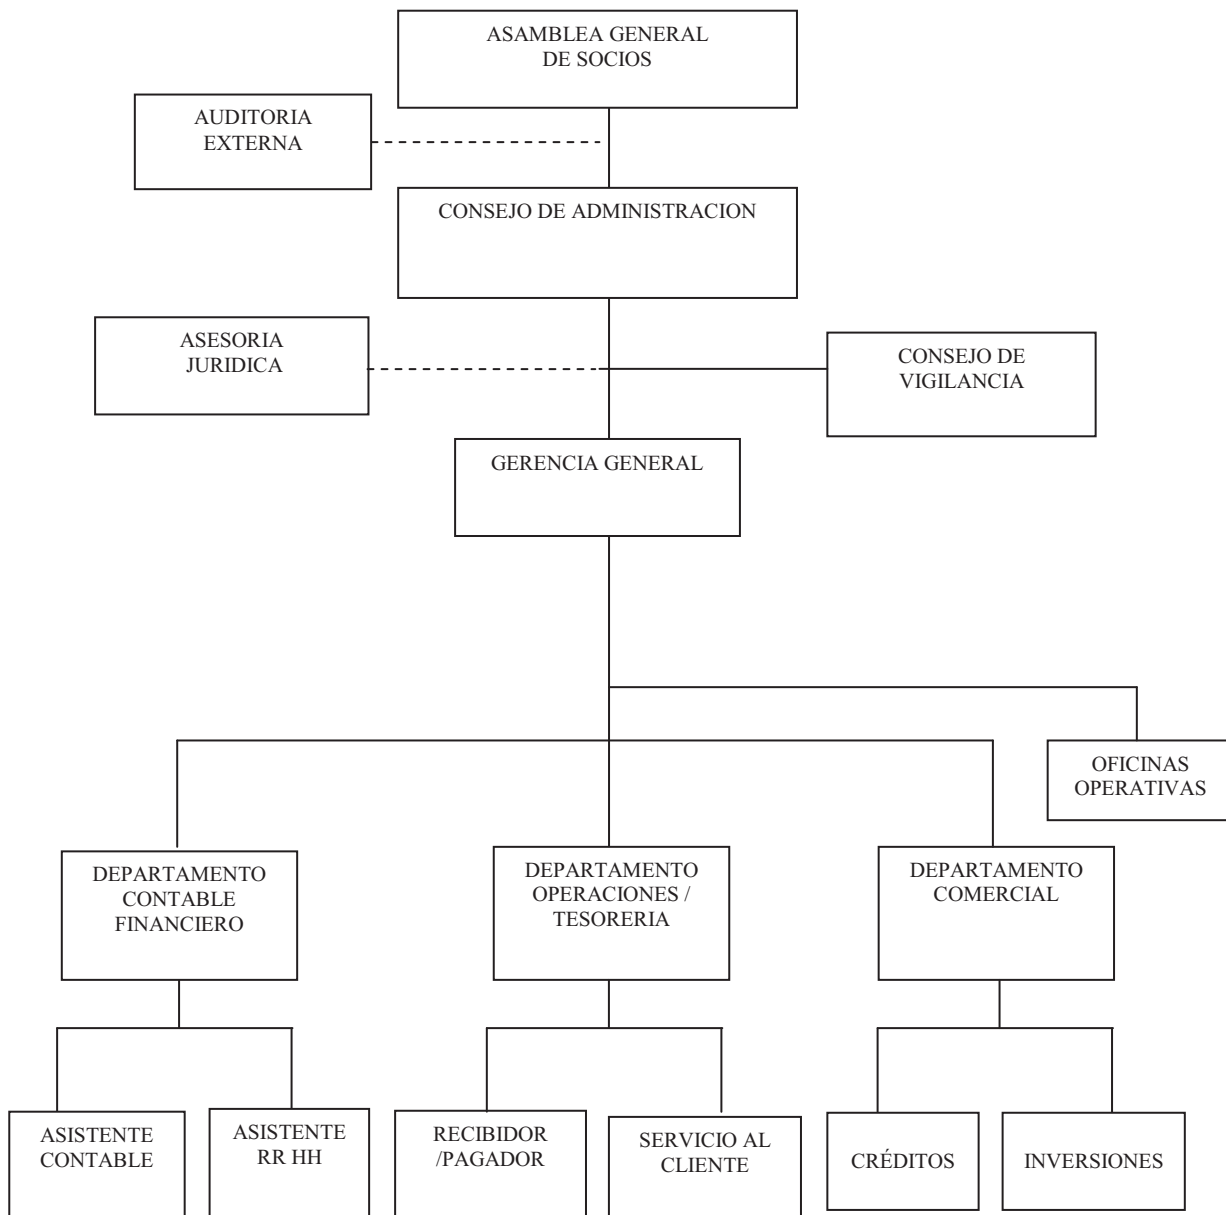 ASAMBLEA GENERAL
DE SOCIOS
AUDITORIA
EXTERNA
CONSEJO DE ADMINISTRACION
ASESORIA
JURIDICA
CONSEJO DE
VIGILANCIA
GERENCIA GENERAL
OFICINAS
OPERATIVAS
DEPARTAMENTO
CONTABLE
FINANCIERO
DEPARTAMENTO
OPERACIONES /
TESORERIA
DEPARTAMENTO
COMERCIAL
ASISTENTE
CONTABLE
ASISTENTE
RR HH
RECIBIDOR
/PAGADOR
SERVICIO AL
CLIENTE
CRÉDITOS
INVERSIONES